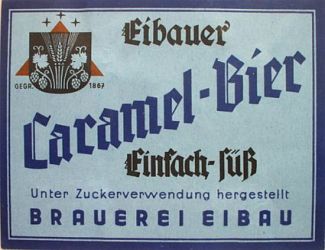 Eibauer
GEGR. 1867
Caramel-Bier
Einfach-süß
Unter Zuckerverwendung hergestellt
BRAUEREI EIBAU